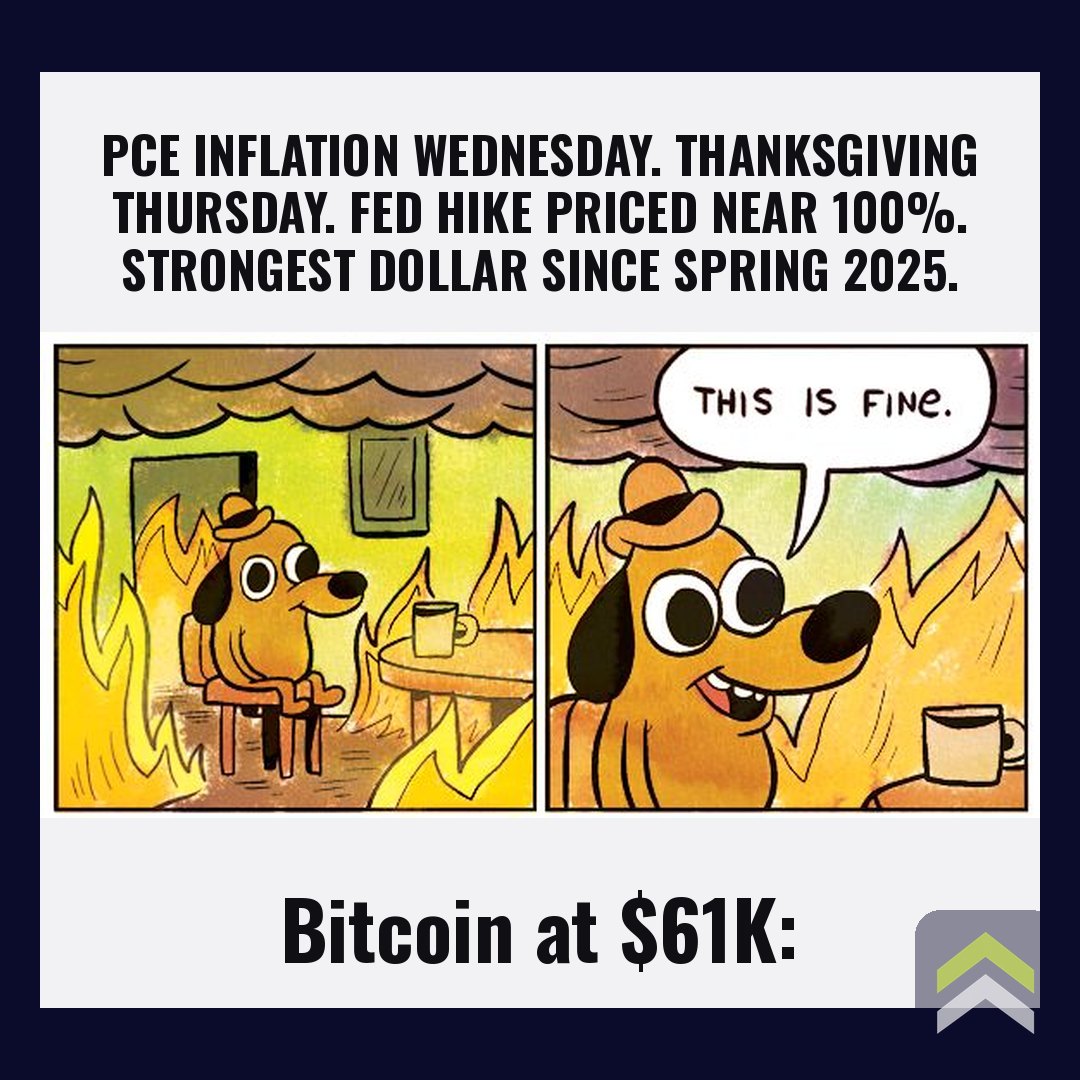 PCE INFLATION WEDNESDAY. THANKSGIVING
THURSDAY. FED HIKE PRICED NEAR 100%.
STRONGEST DOLLAR SINCE SPRING 2025.
THIS IS FINE.
Bitcoin at $61K: